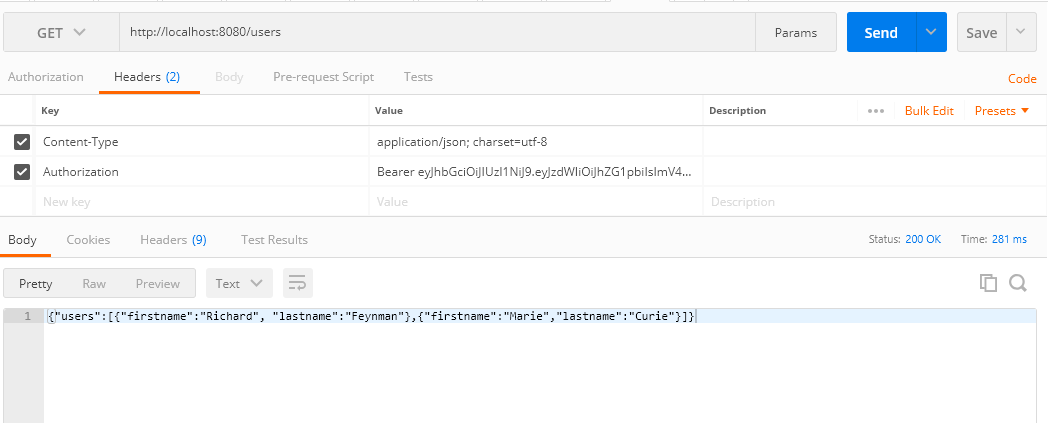 GET http://localhost:8080/users Params Send Save
Authorization Headers (2) Body Pre-request Script Tests Code
Key Value Description ••• Bulk Edit Presets
Content-Type application/json; charset=utf-8
Authorization Bearer eyJhbGciOiJIUzI1NiJ9.eyJzdWIiOiJhZG1pbiIsImV4...
New key Value Description
Body Cookies Headers (9) Test Results Status: 200 OK Time: 281 ms
Pretty Raw Preview Text
1 {"users":[{"firstname":"Richard", "lastname":"Feynman"},{"firstname":"Marie","lastname":"Curie"}]}